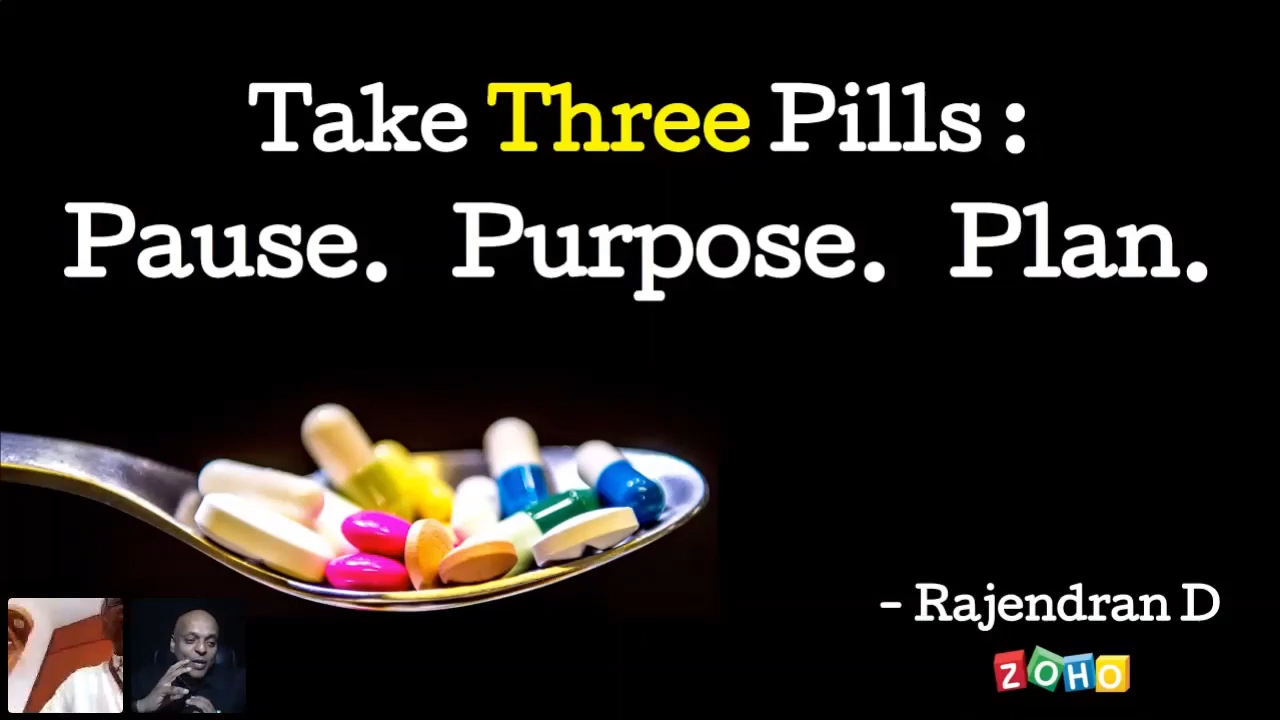 Take Three Pills :
Pause. Purpose. Plan.
- Rajendran D
ZOHO